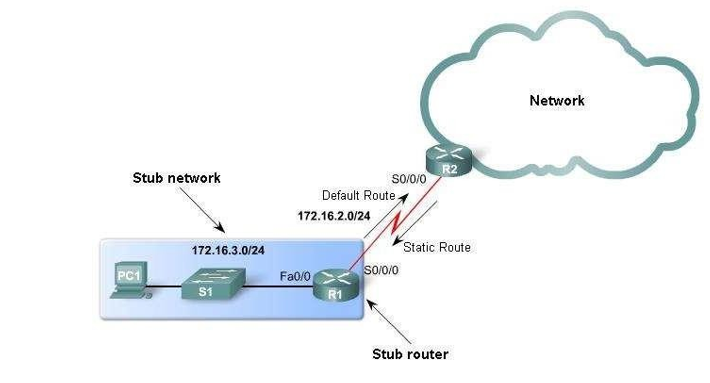 Network
R2
S0/0/0
Stub network
Default Route
172.16.2.0/24
Static Route
172.16.3.0/24
PC1
S1
Fa0/0
R1
S0/0/0
Stub router